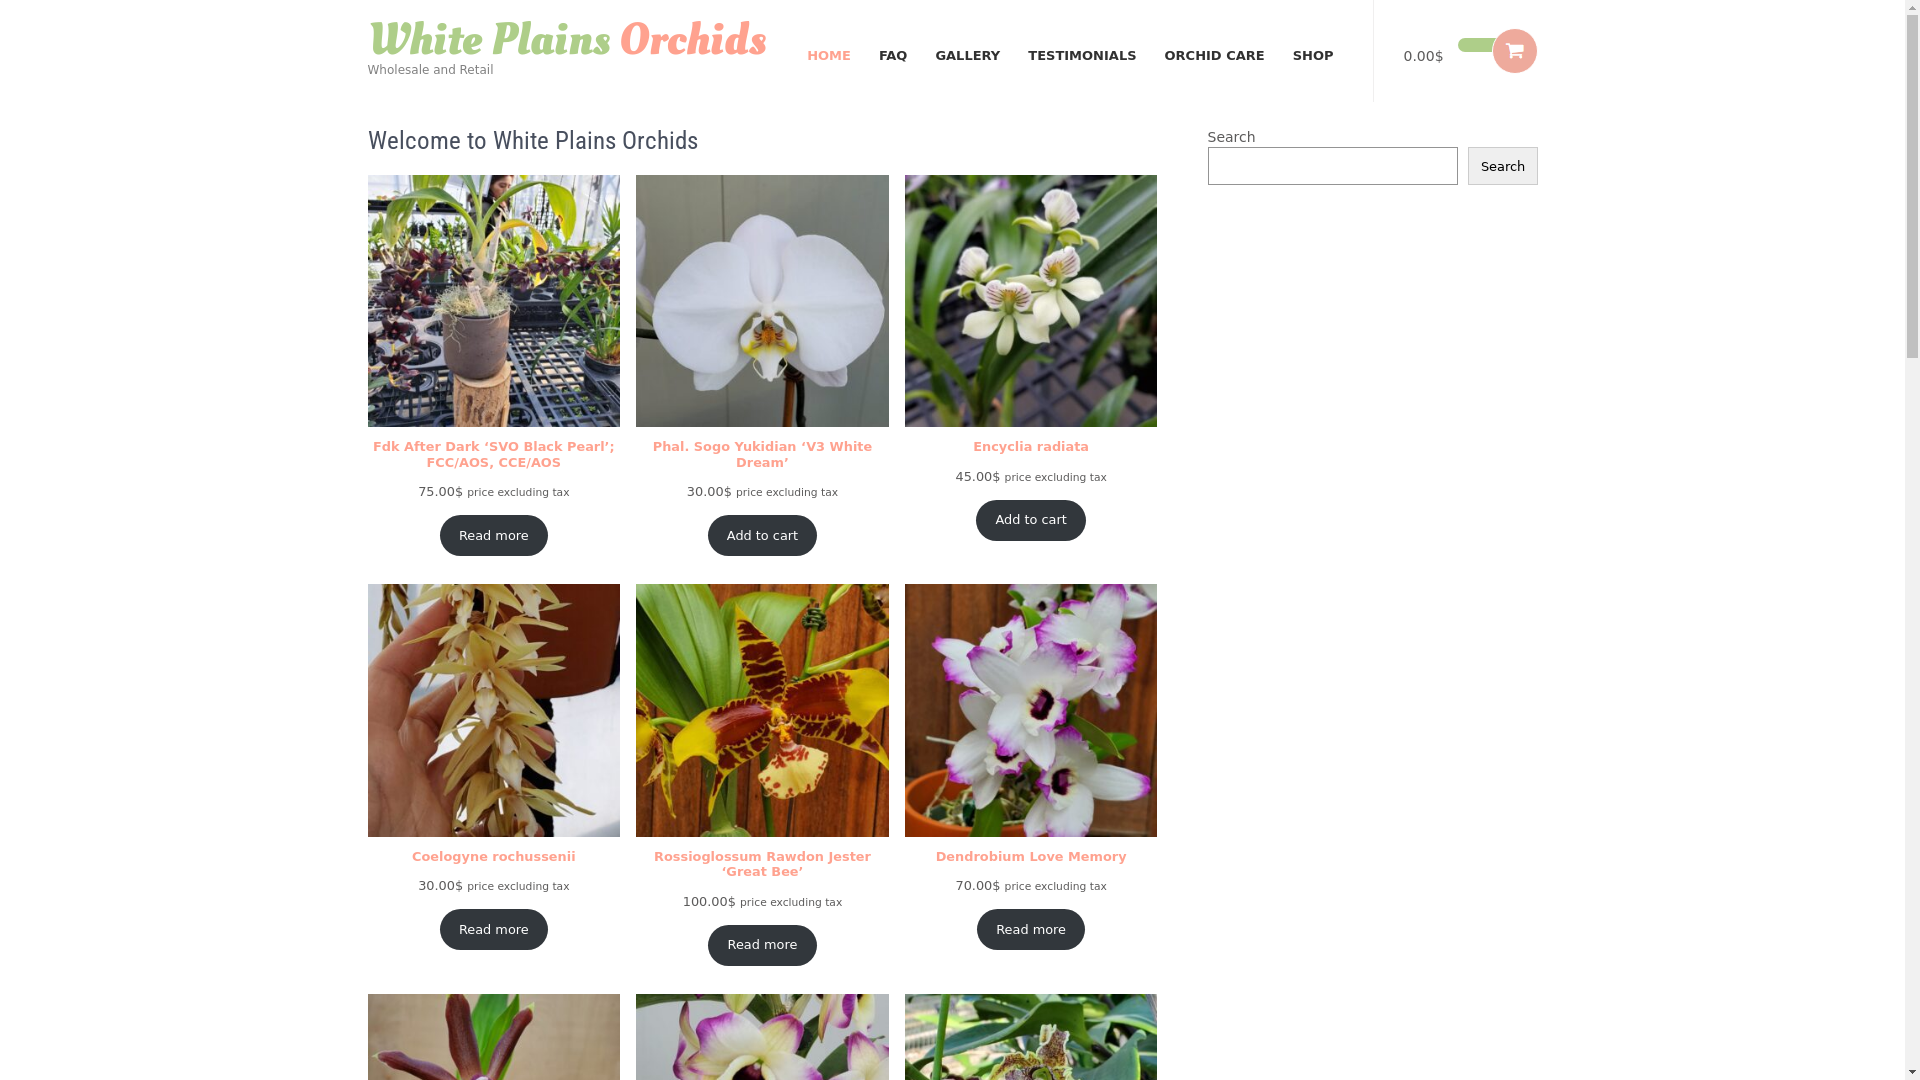 White Plains Orchids
Wholesale and Retail
HOME
FAQ
GALLERY
TESTIMONIALS
ORCHID CARE
SHOP
0.00$
Welcome to White Plains Orchids
Search
Search
Fdk After Dark ‘SVO Black Pearl’;
FCC/AOS, CCE/AOS
75.00$ price excluding tax
Read more
Phal. Sogo Yukidian ‘V3 White
Dream’
30.00$ price excluding tax
Add to cart
Encyclia radiata
45.00$ price excluding tax
Add to cart
Coelogyne rochussenii
30.00$ price excluding tax
Read more
Rossioglossum Rawdon Jester
‘Great Bee’
100.00$ price excluding tax
Read more
Dendrobium Love Memory
70.00$ price excluding tax
Read more